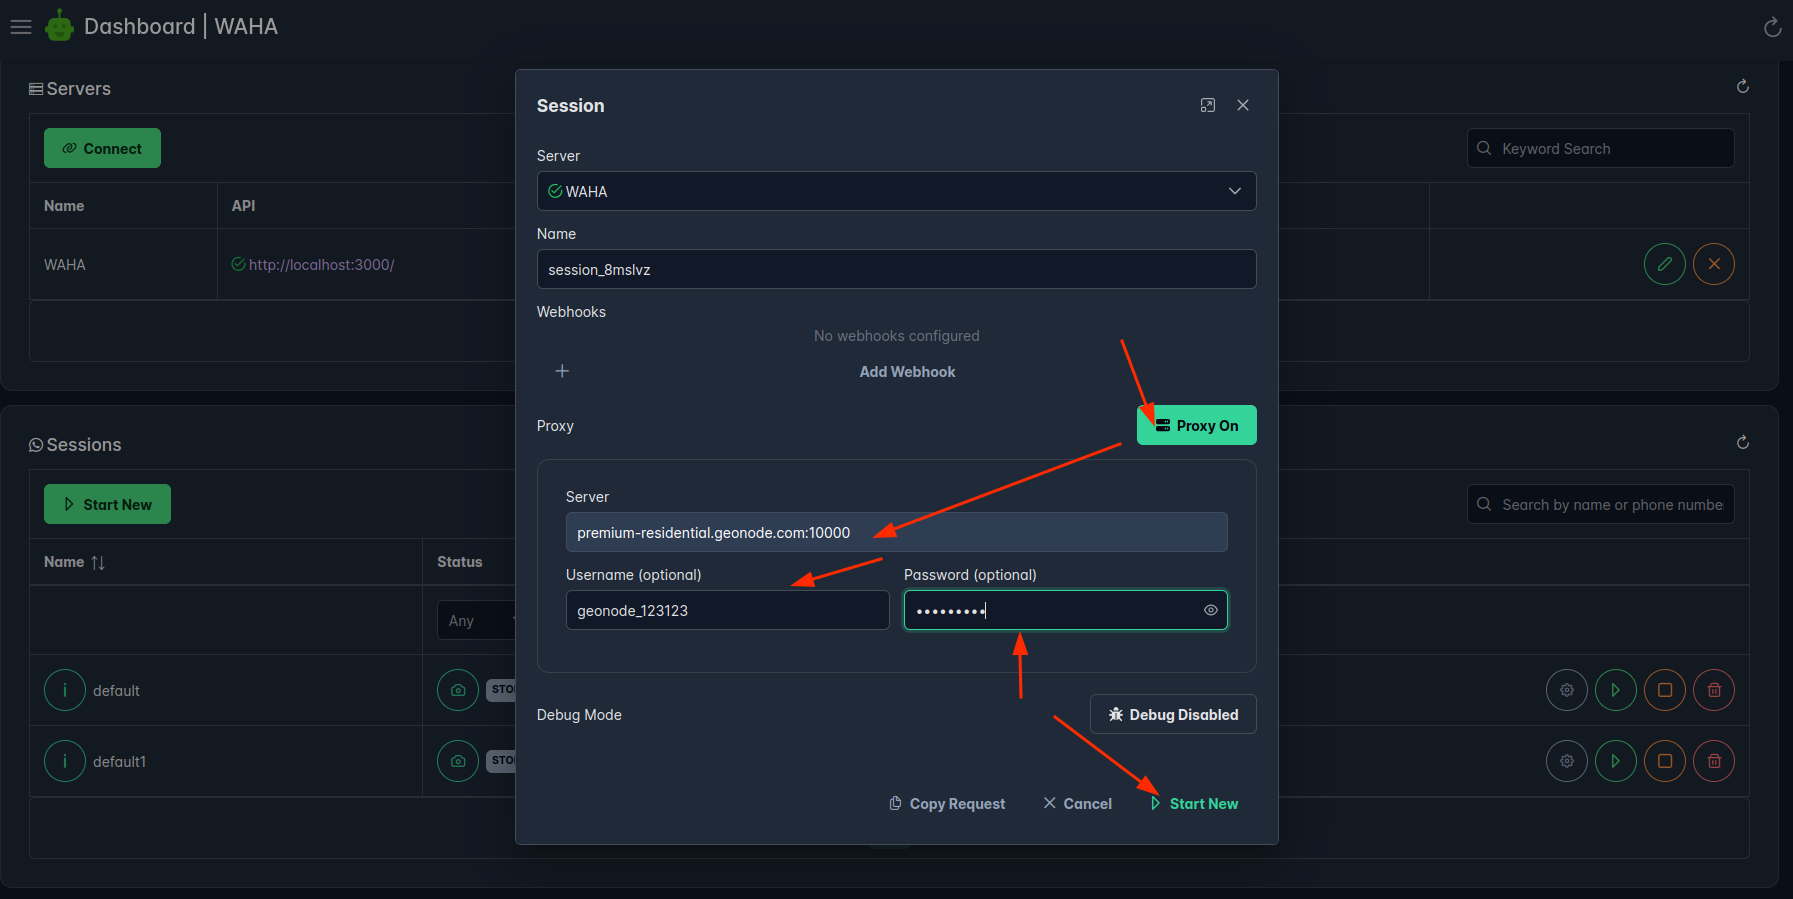 Dashboard | WAHA
Servers
Connect
Keyword Search
Name
API
WAHA
http://localhost:3000/
Sessions
Start New
Search by name or phone numbe
Name
Status
Any
default
STO
default1
STO
Session
Server
WAHA
Name
session_8mslvz
Webhooks
No webhooks configured
Add Webhook
Proxy
Proxy On
Server
premium-residential.geonode.com:10000
Username (optional)
Password (optional)
geonode_123123
•••••••••
Debug Mode
Debug Disabled
Copy Request
Cancel
Start New